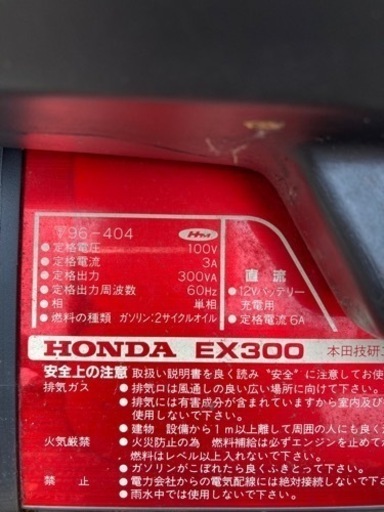 〒96-404
●定格電圧 100V
●定格電流 3A
●定格出力 300VA
●定格出力周波数 60Hz
●相 単相
●燃料の種類 ガソリン:2サイクルオイル
直流
●12Vバッテリー
充電用
●定格電流6A
HONDA EX300 本田技研
安全上の注意 取扱い説明書を良く読み"安全"に注意してお使
排気ガス ●排気口は風通しの良い広い場所に向けて
●排気には有害成分が含まれていますから室内及び
使用しないで下さい。
●建物 設備から1m以上離して周囲の人にも良く
火気厳禁 ●火災防止の為 燃料補給は必ずエンジンを止めて
燃料はレベル以上入れないで下さい。
●ガソリンがこぼれたら良くふきとって下さい。
禁止 ●電力会社からの電気配線には絶対接続しないで下
●雨水中では使用しないで下さい。